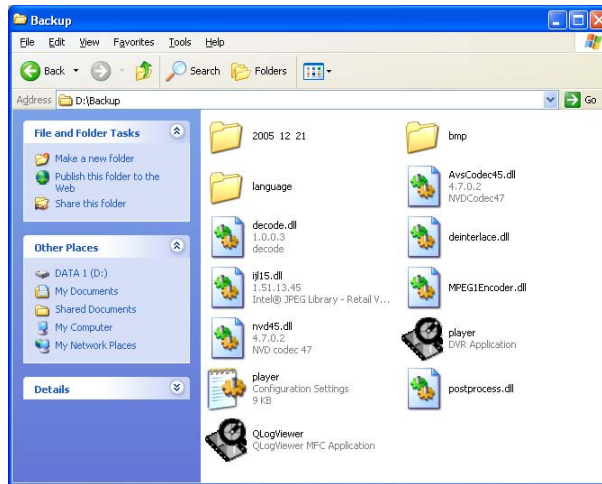 Backup
File Edit View Favorites Tools Help
Back Search Folders
Address D:\Backup Go
File and Folder Tasks
Make a new folder
Publish this folder to the
Web
Share this folder
Other Places
DATA 1 (D:)
My Documents
Shared Documents
My Computer
My Network Places
Details
2005 12 21
bmp
language
AvsCodec45.dll
4.7.0.2
NVDCodec47
decode.dll
1.0.0.3
decode
deinterlace.dll
ijl15.dll
1.51.13.45
Intel® JPEG Library - Retail V...
MPEG1Encoder.dll
nvd45.dll
4.7.0.2
NVD codec 47
player
DVR Application
player
Configuration Settings
9 KB
postprocess.dll
QLogViewer
QLogViewer MFC Application